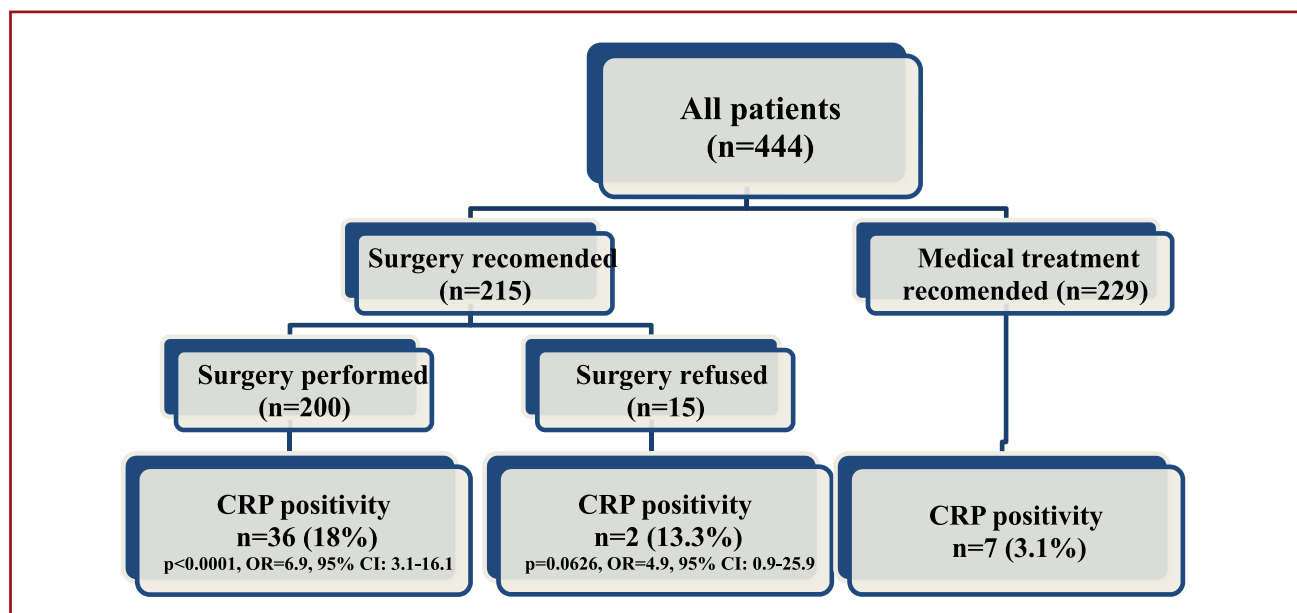 All patients
(n=444)
Surgery recomended
(n=215)
Medical treatment
recomended (n=229)
Surgery performed
(n=200)
Surgery refused
(n=15)
CRP positivity
n=36 (18%)
p<0.0001, OR=6.9, 95% CI: 3.1-16.1
CRP positivity
n=2 (13.3%)
p=0.0626, OR=4.9, 95% CI: 0.9-25.9
CRP positivity
n=7 (3.1%)